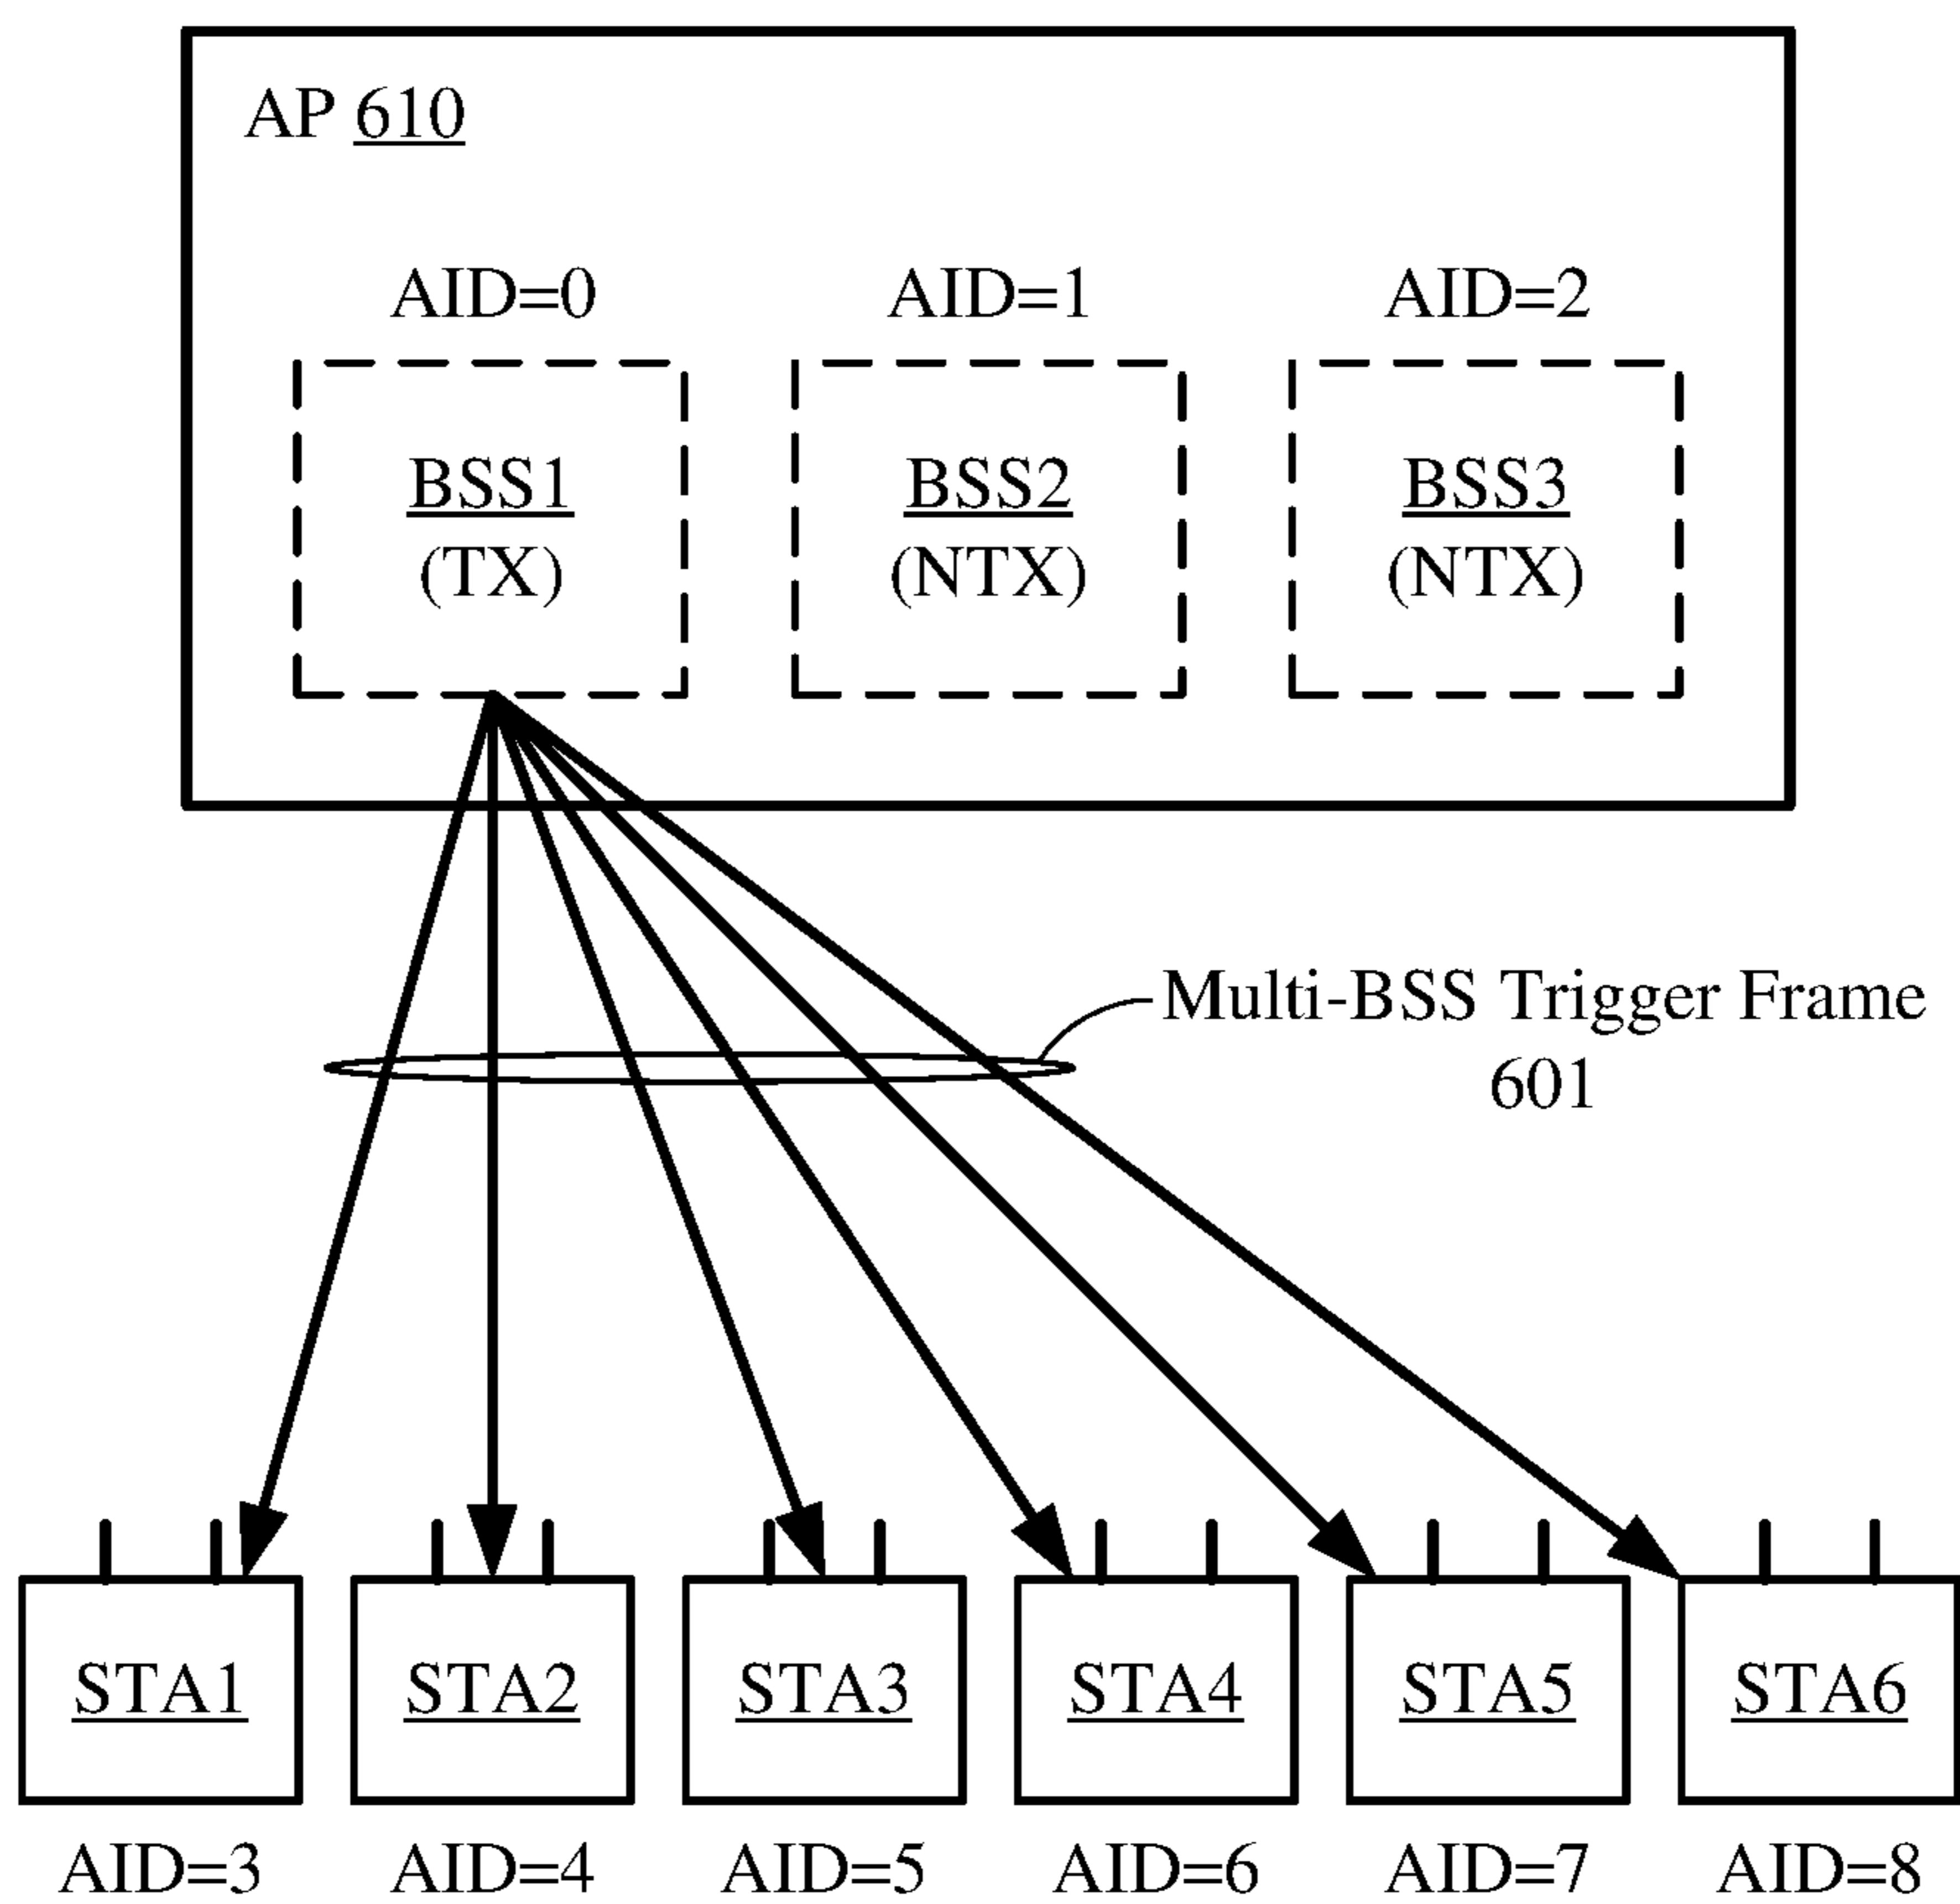 AP 610
AID=0 AID=1 AID=2
BSS1 BSS2 BSS3
(TX) (NTX) (NTX)
Multi-BSS Trigger Frame
601
STA1 STA2 STA3 STA4 STA5 STA6
AID=3 AID=4 AID=5 AID=6 AID=7 AID=8